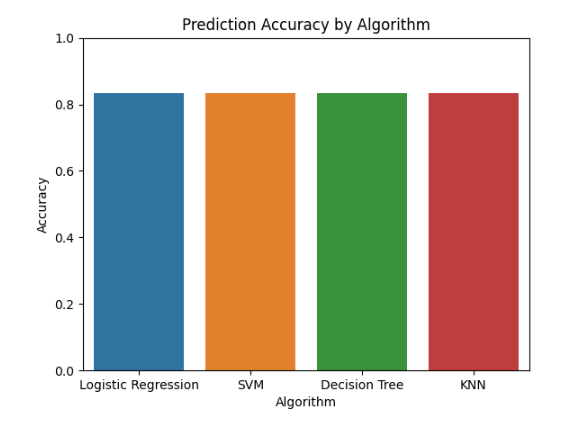 Prediction Accuracy by Algorithm
1.0
0.8
0.6
0.4
0.2
0.0
Accuracy
Logistic Regression SVM Decision Tree KNN
Algorithm